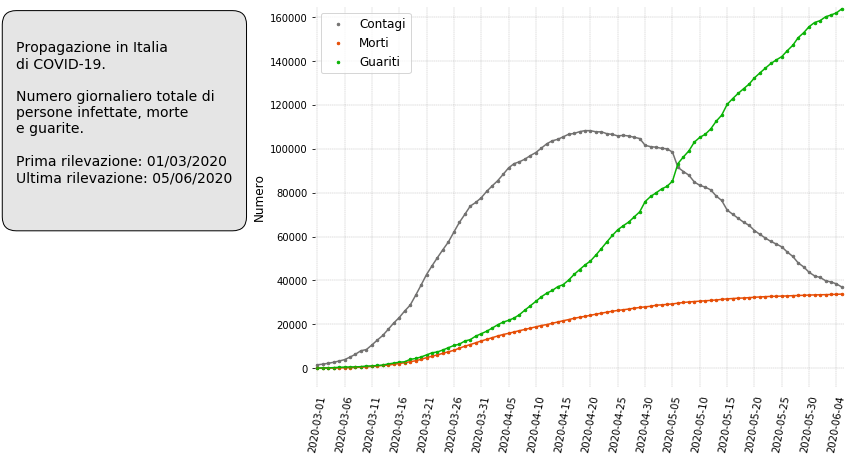 Propagazione in Italia
di COVID-19.
Numero giornaliero totale di
persone infettate, morte
e guarite.
Prima rilevazione: 01/03/2020
Ultima rilevazione: 05/06/2020
Contagi
Morti
Guariti
Numero
160000
140000
120000
100000
80000
60000
40000
20000
0
2020-03-01
2020-03-06
2020-03-11
2020-03-16
2020-03-21
2020-03-26
2020-03-31
2020-04-05
2020-04-10
2020-04-15
2020-04-20
2020-04-25
2020-04-30
2020-05-05
2020-05-10
2020-05-15
2020-05-20
2020-05-25
2020-05-30
2020-06-04